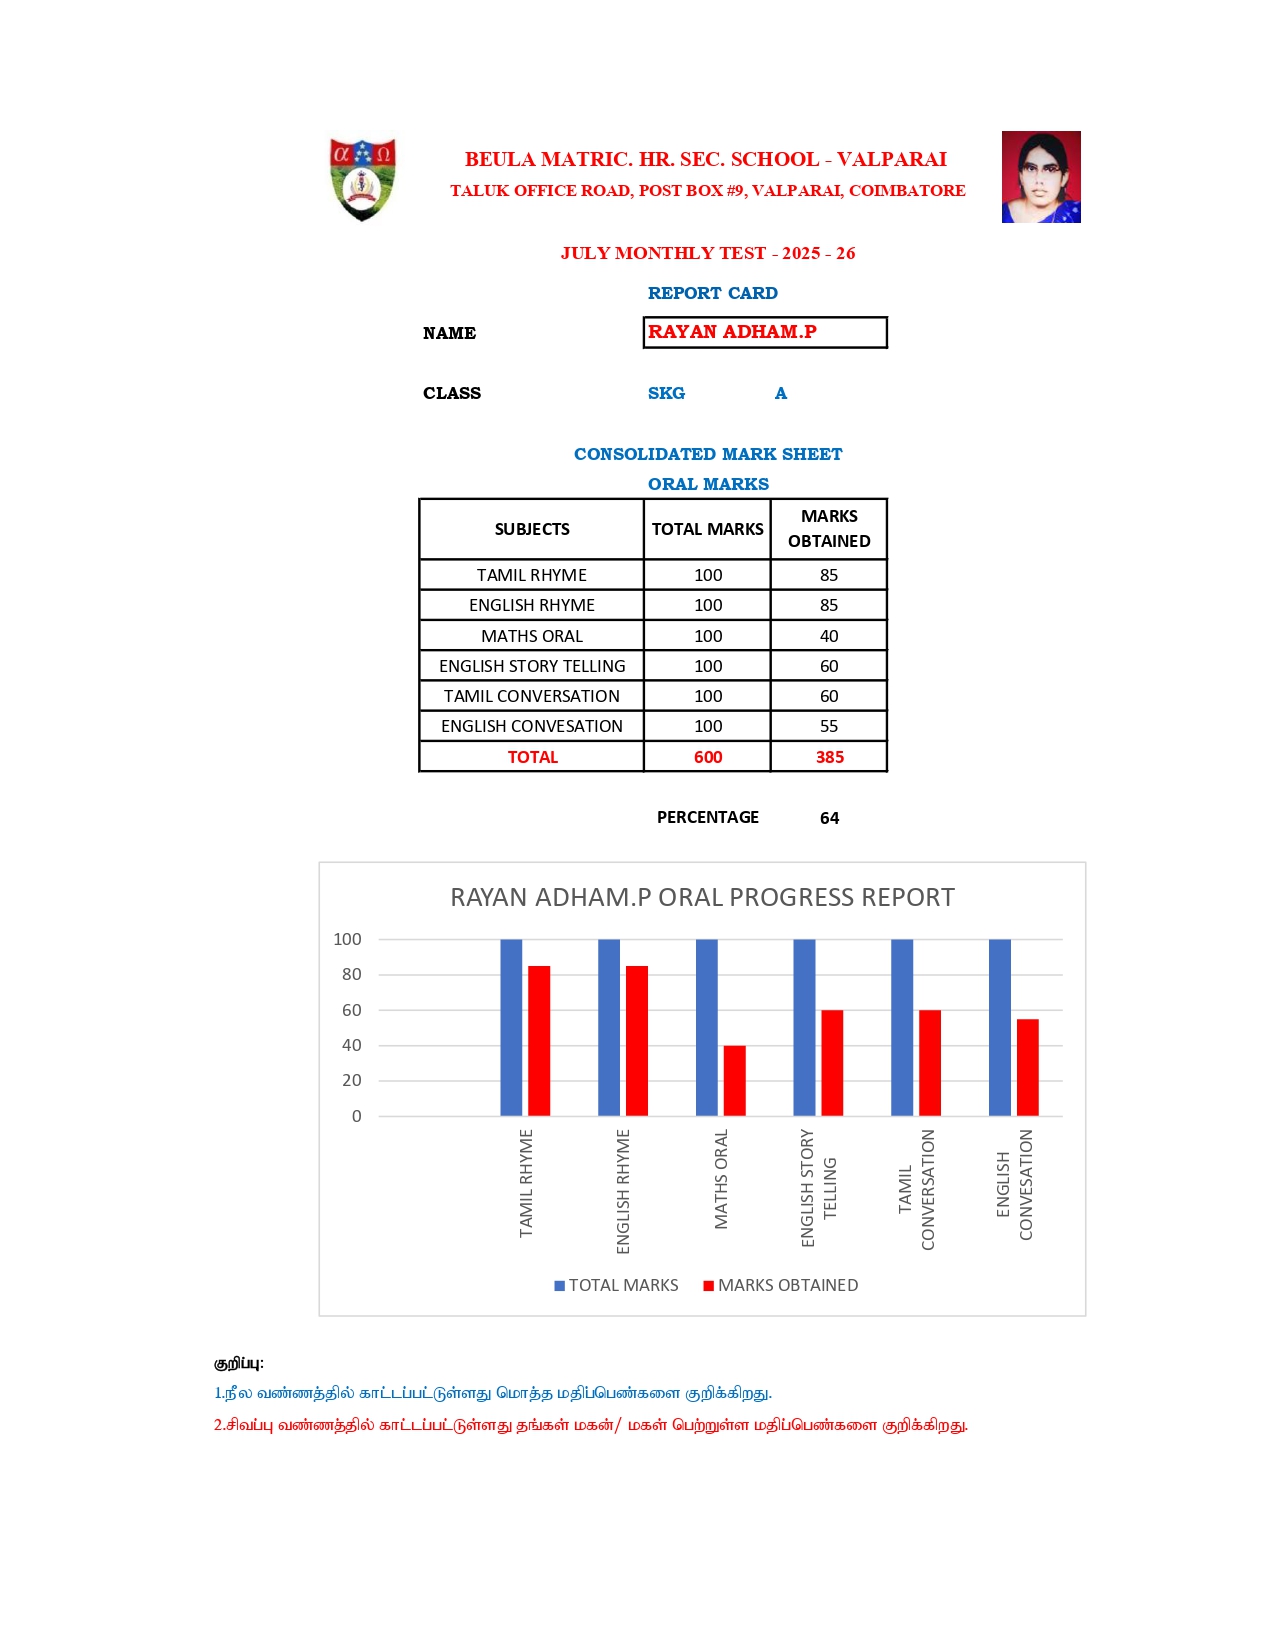 α Ω
BEULA MATRIC. HR. SEC. SCHOOL - VALPARAI
TALUK OFFICE ROAD, POST BOX #9, VALPARAI, COIMBATORE
JULY MONTHLY TEST - 2025 - 26
REPORT CARD
NAME RAYAN ADHAM.P
CLASS SKG A
CONSOLIDATED MARK SHEET
ORAL MARKS
SUBJECTS TOTAL MARKS MARKS OBTAINED
TAMIL RHYME 100 85
ENGLISH RHYME 100 85
MATHS ORAL 100 40
ENGLISH STORY TELLING 100 60
TAMIL CONVERSATION 100 60
ENGLISH CONVESATION 100 55
TOTAL 600 385
PERCENTAGE 64
RAYAN ADHAM.P ORAL PROGRESS REPORT
100
80
60
40
20
0
TAMIL RHYME
ENGLISH RHYME
MATHS ORAL
ENGLISH STORY TELLING
TAMIL CONVERSATION
ENGLISH CONVESATION
TOTAL MARKS MARKS OBTAINED
குறிப்பு:
1.நீல வண்ணத்தில் காட்டப்பட்டுள்ளது மொத்த மதிப்பெண்களை குறிக்கிறது.
2.சிவப்பு வண்ணத்தில் காட்டப்பட்டுள்ளது தங்கள் மகன்/ மகள் பெற்றுள்ள மதிப்பெண்களை குறிக்கிறது.